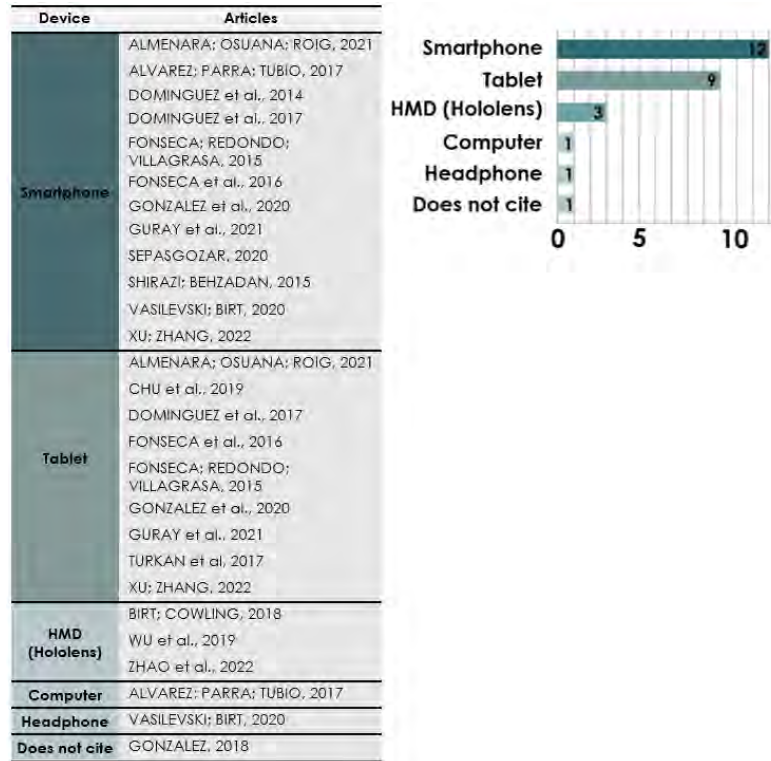 Device Articles
Smartphone
ALMENARA; OSUANA; ROIG, 2021
ALVAREZ; PARRA; TUBIO, 2017
DOMINGUEZ et al., 2014
DOMINGUEZ et al., 2017
FONSECA; REDONDO;
VILLAGRASA, 2015
FONSECA et al., 2016
GONZALEZ et al., 2020
GURAY et al., 2021
SEPASGOZAR, 2020
SHIRAZI; BEHZADAN, 2015
VASILEVSKI; BIRT, 2020
XU; ZHANG, 2022
Tablet
ALMENARA; OSUANA; ROIG, 2021
CHU et al., 2019
DOMINGUEZ et al., 2017
FONSECA et al., 2016
FONSECA; REDONDO;
VILLAGRASA, 2015
GONZALEZ et al., 2020
GURAY et al., 2021
TURKAN et al, 2017
XU; ZHANG, 2022
HMD
(Hololens)
BIRT; COWLING, 2018
WU et al., 2019
ZHAO et al., 2022
Computer ALVAREZ; PARRA; TUBIO, 2017
Headphone VASILEVSKI; BIRT, 2020
Does not cite GONZALEZ, 2018
Smartphone 12
Tablet 9
HMD (Hololens) 3
Computer 1
Headphone 1
Does not cite 1
0 5 10